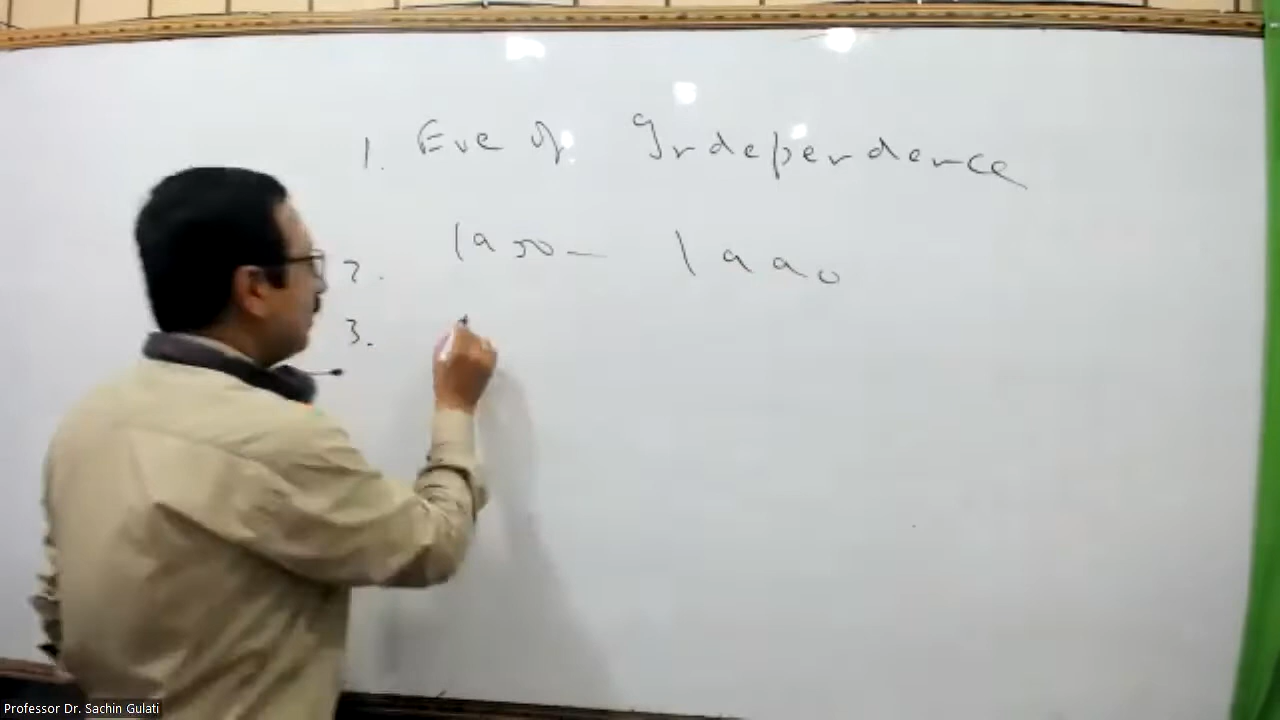 1. Eve of Independence
2. 1950 - 1990
3.
Professor Dr. Sachin Gulati